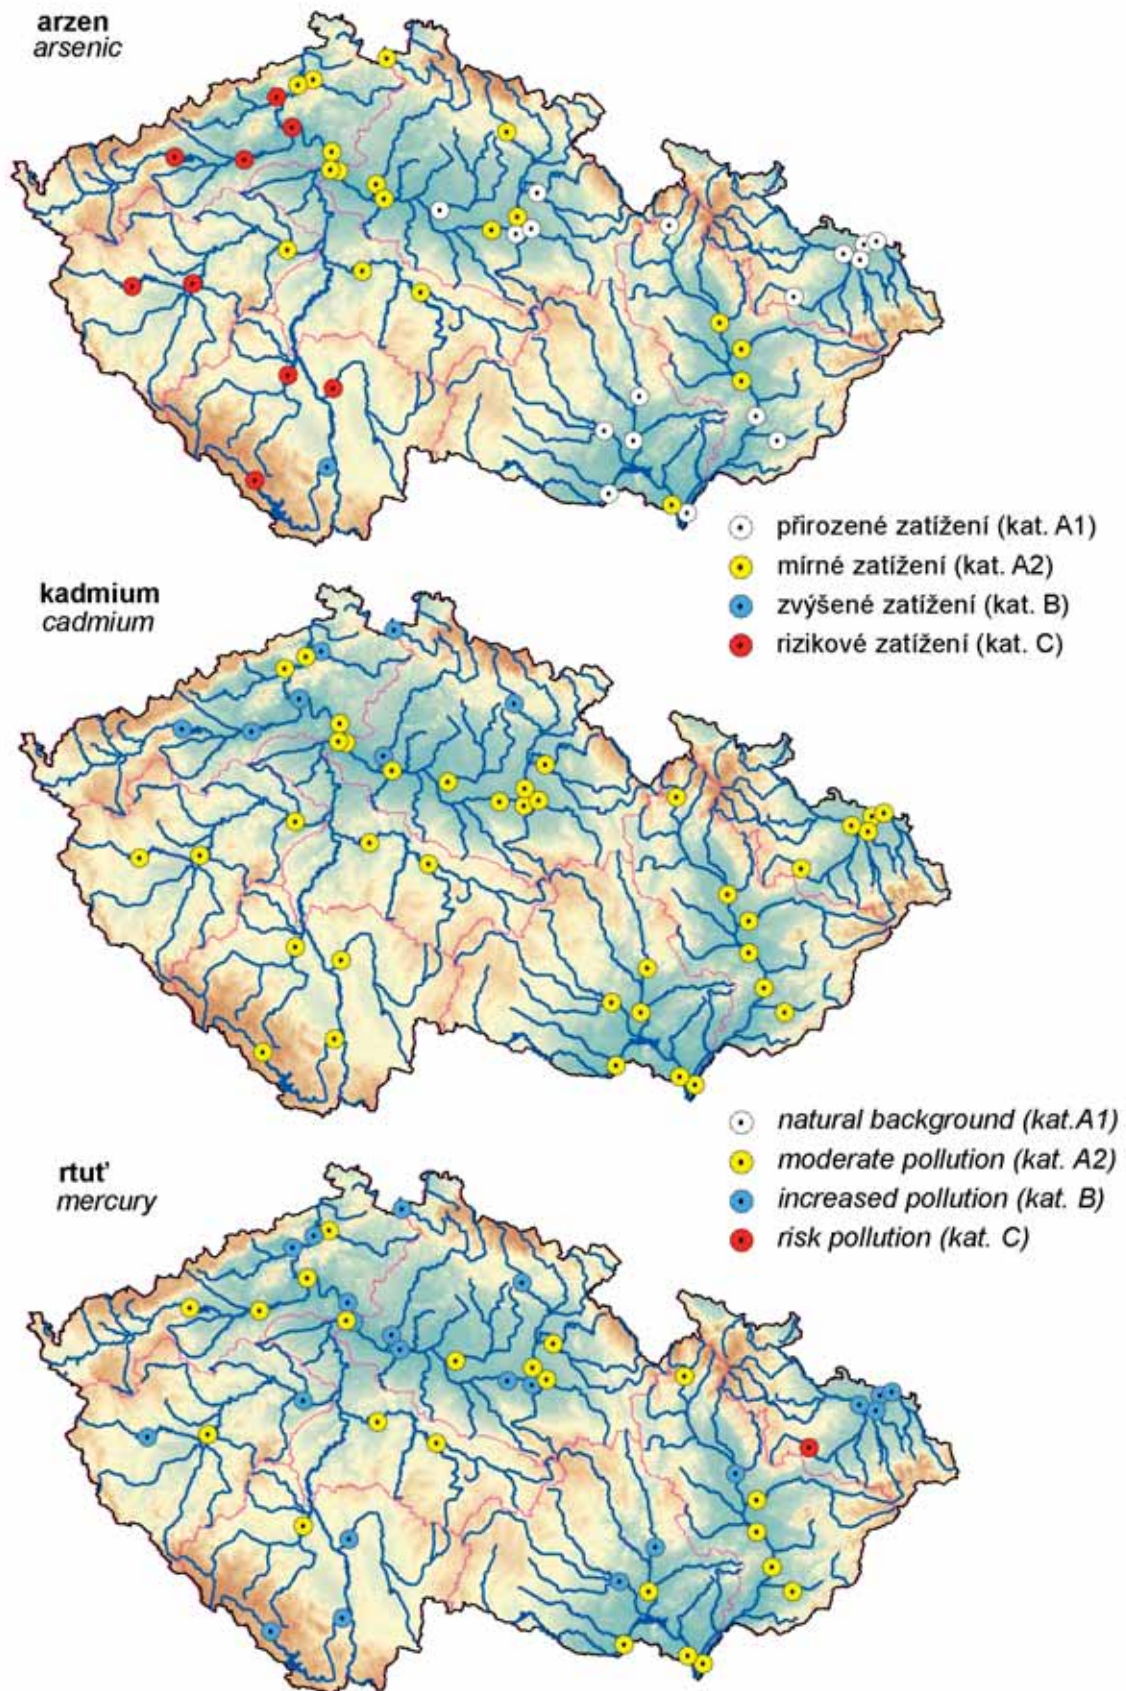 arzen
arsenic
přirozené zatížení (kat. A1)
mírné zatížení (kat. A2)
zvýšené zatížení (kat. B)
rizikové zatížení (kat. C)
kadmium
cadmium
natural background (kat.A1)
moderate pollution (kat. A2)
increased pollution (kat. B)
risk pollution (kat. C)
rtuť
mercury